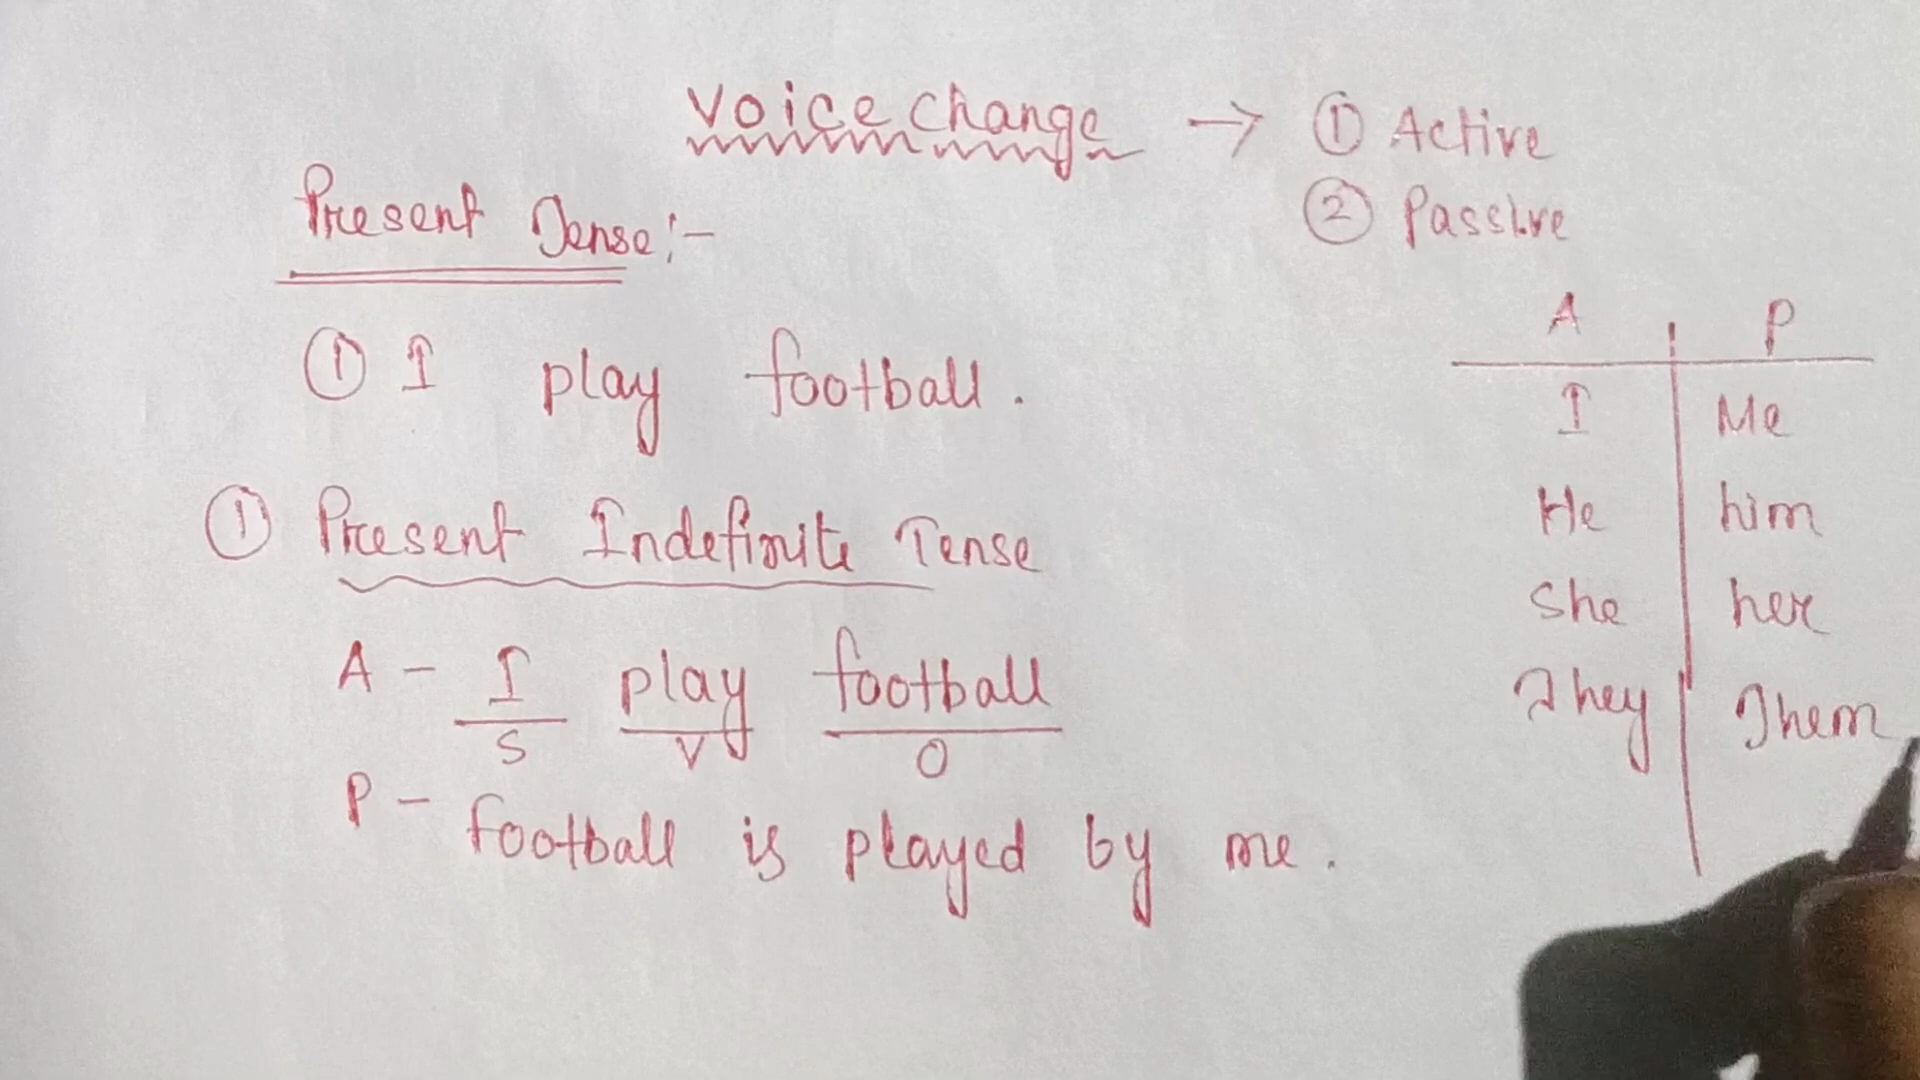 Voice change → ① Active
② Passive
Present Tense :-
① I play football.
① Present Indefinite Tense
A - I play football
S V O
P - football is played by me.
A P
I Me
He him
She her
They Them